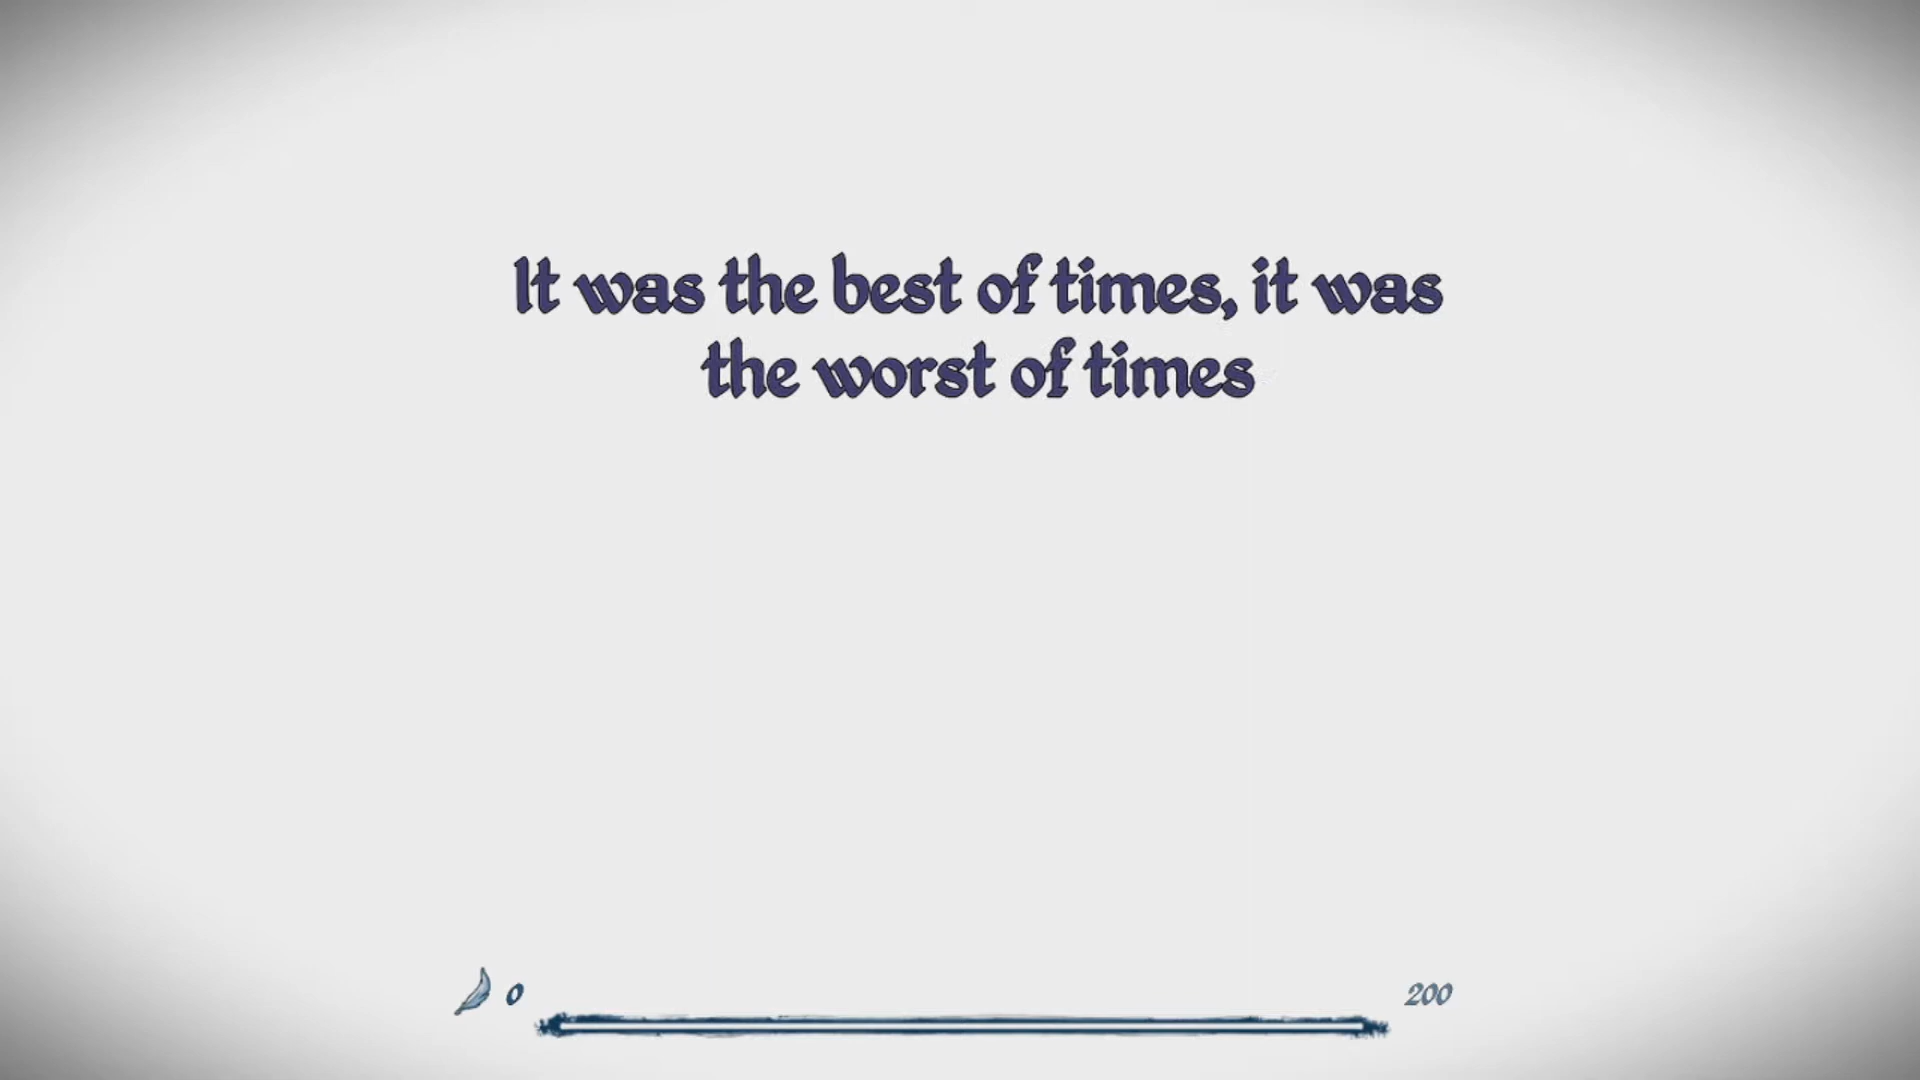 It was the best of times, it was
the worst of times
0
200